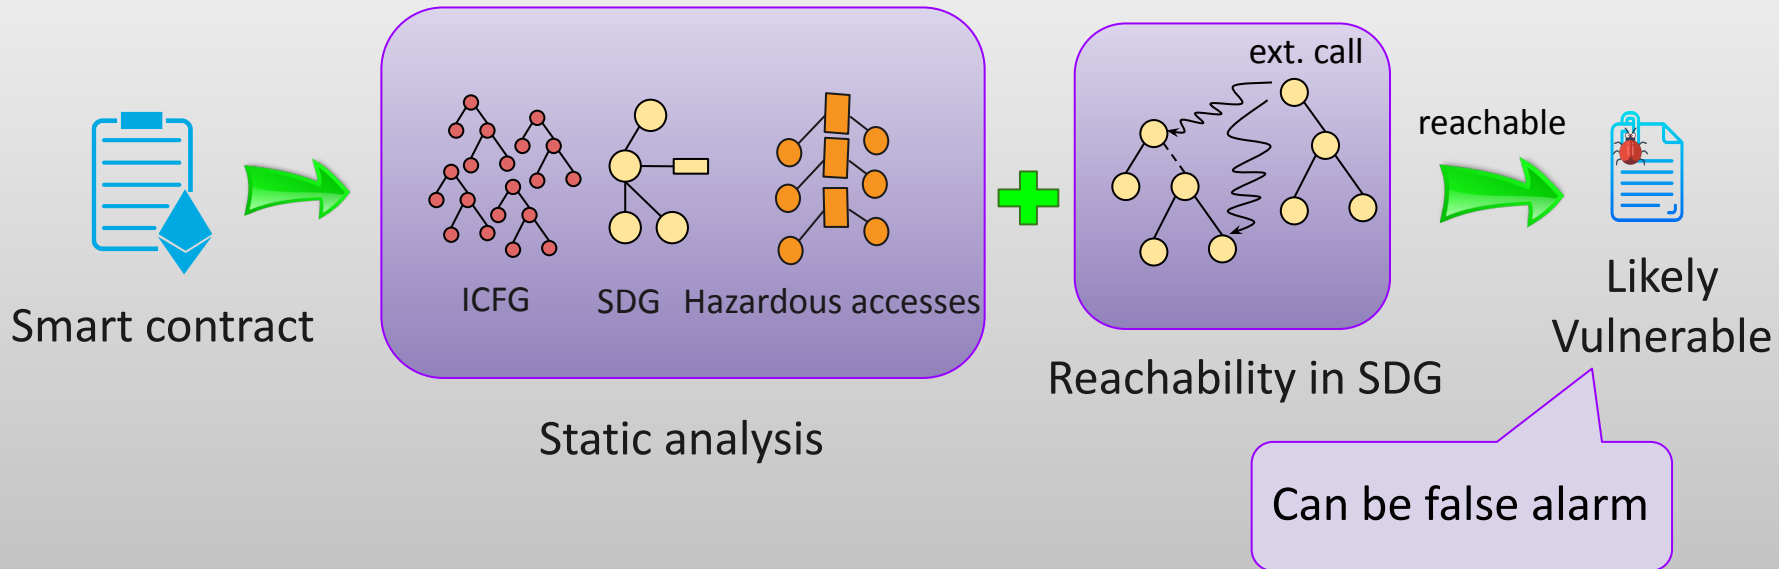 Smart contract
ICFG
SDG
Hazardous accesses
Static analysis
ext. call
Reachability in SDG
reachable
Likely
Vulnerable
Can be false alarm